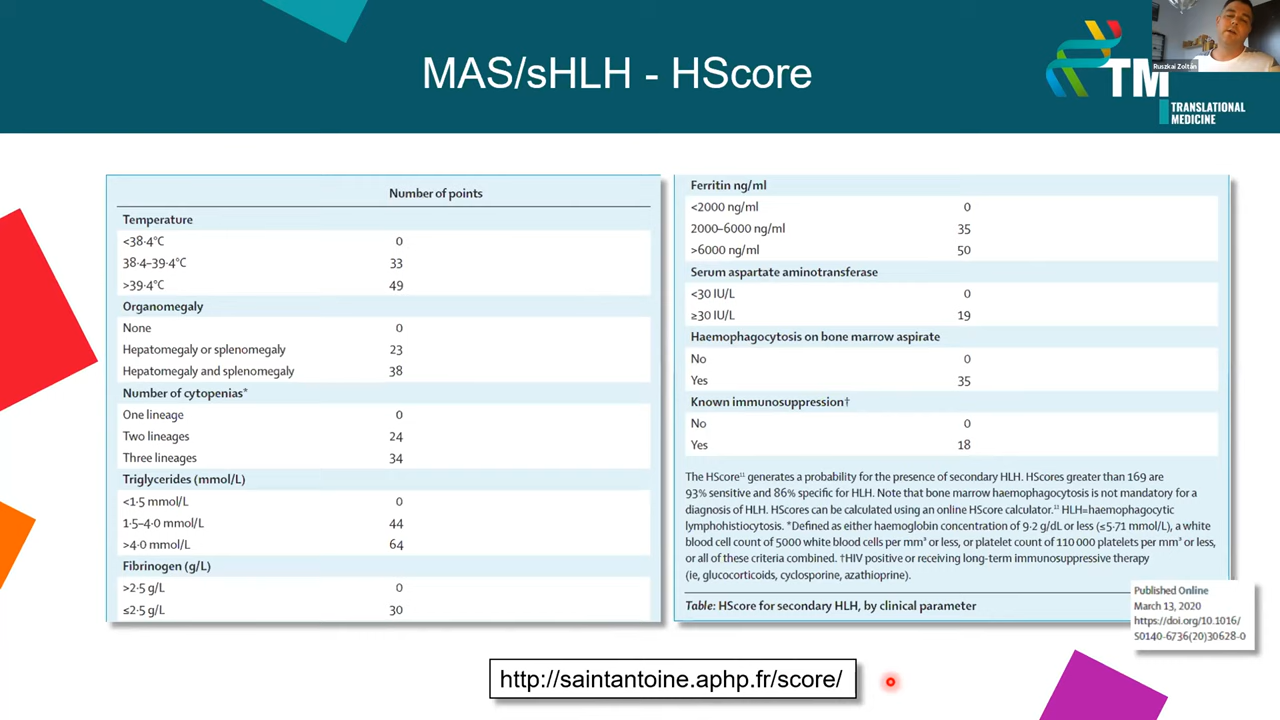 MAS/sHLH - HScore
Ruszkai Zoltán
TM
TRANSLATIONAL
MEDICINE
Number of points
Temperature
<38·4°C 0
38·4–39·4°C 33
>39·4°C 49
Organomegaly
None 0
Hepatomegaly or splenomegaly 23
Hepatomegaly and splenomegaly 38
Number of cytopenias*
One lineage 0
Two lineages 24
Three lineages 34
Triglycerides (mmol/L)
<1·5 mmol/L 0
1·5–4·0 mmol/L 44
>4·0 mmol/L 64
Fibrinogen (g/L)
>2·5 g/L 0
≤2·5 g/L 30
Ferritin ng/ml
<2000 ng/ml 0
2000–6000 ng/ml 35
>6000 ng/ml 50
Serum aspartate aminotransferase
<30 IU/L 0
≥30 IU/L 19
Haemophagocytosis on bone marrow aspirate
No 0
Yes 35
Known immunosuppression†
No 0
Yes 18
The HScore¹¹ generates a probability for the presence of secondary HLH. HScores greater than 169 are
93% sensitive and 86% specific for HLH. Note that bone marrow haemophagocytosis is not mandatory for a
diagnosis of HLH. HScores can be calculated using an online HScore calculator.¹² HLH=haemophagocytic
lymphohistiocytosis. *Defined as either haemoglobin concentration of 9·2 g/dL or less (≤5·71 mmol/L), a white
blood cell count of 5000 white blood cells per mm³ or less, or platelet count of 110 000 platelets per mm³ or less,
or all of these criteria combined. †HIV positive or receiving long-term immunosuppressive therapy
(ie, glucocorticoids, cyclosporine, azathioprine).
Table: HScore for secondary HLH, by clinical parameter
Published Online
March 13, 2020
https://doi.org/10.1016/
S0140-6736(20)30628-0
http://saintantoine.aphp.fr/score/